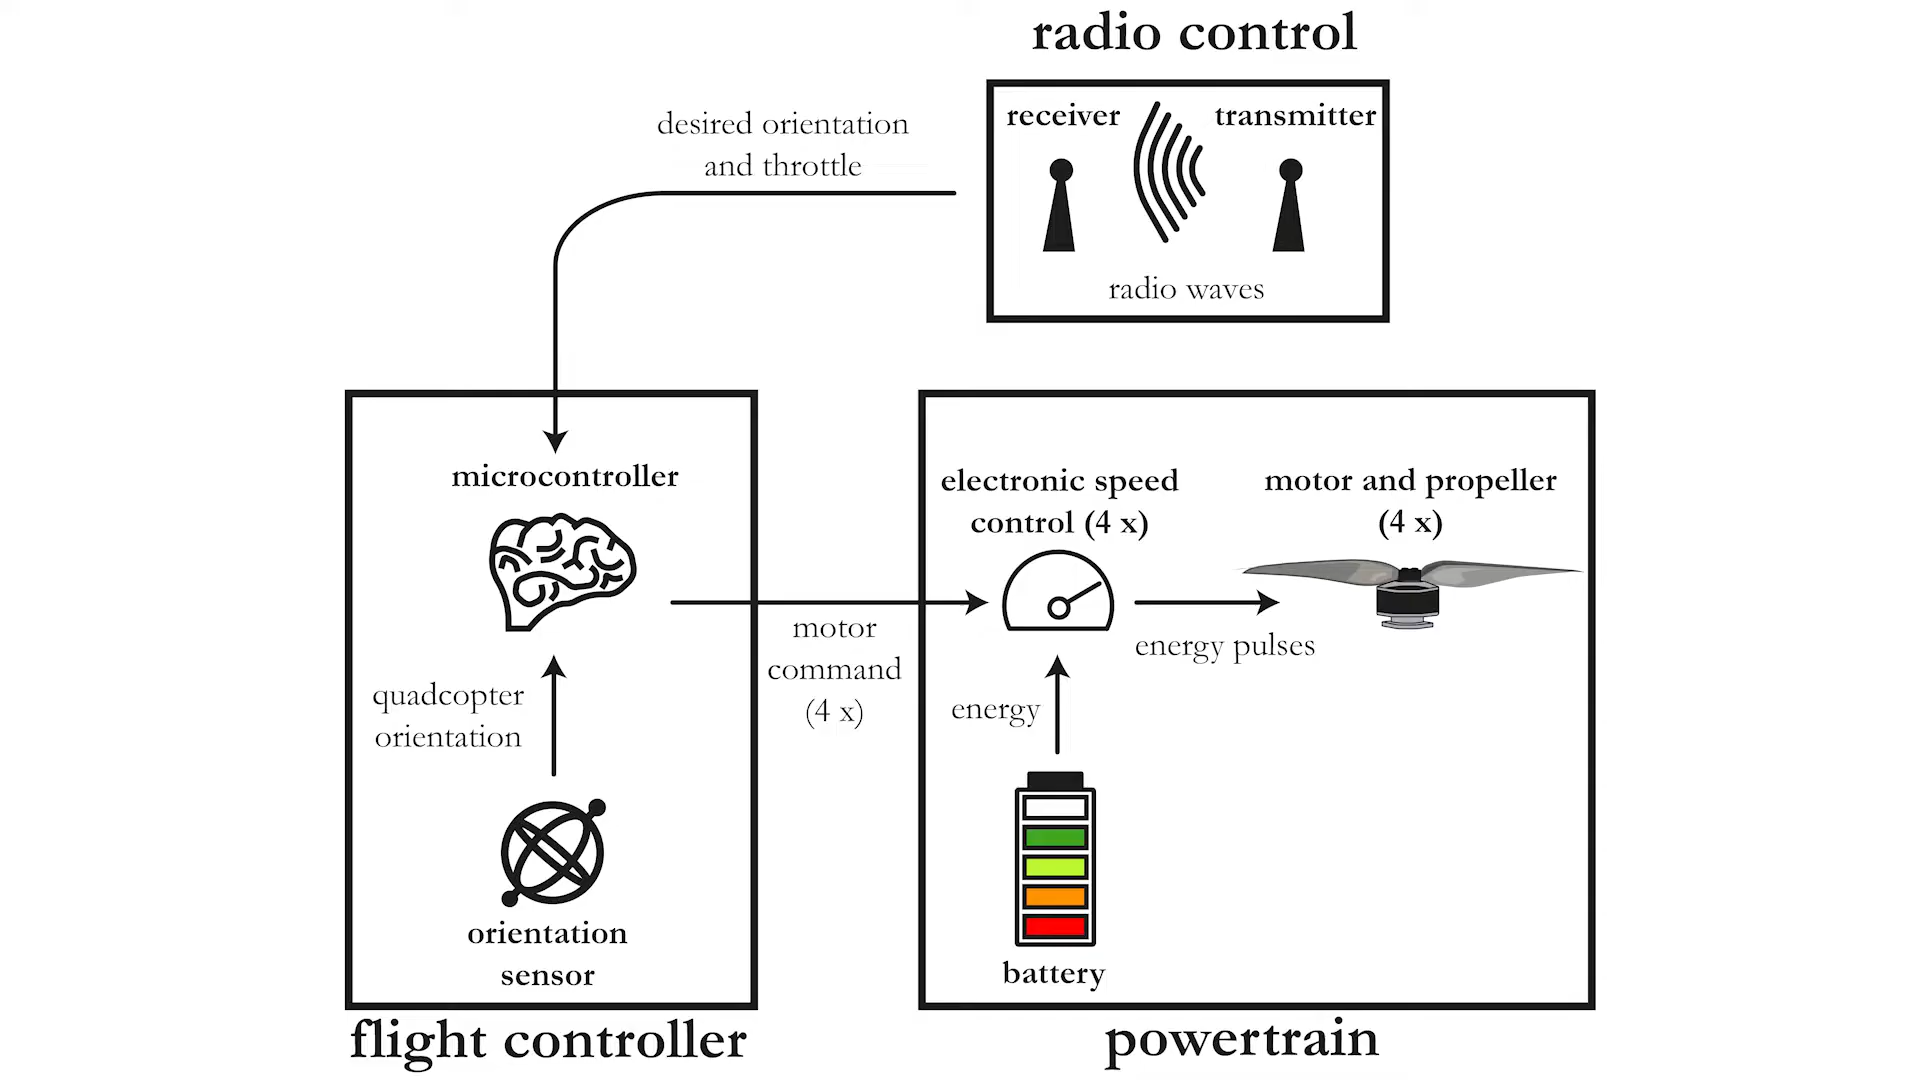 radio control
receiver
transmitter
radio waves
desired orientation
and throttle
microcontroller
quadcopter
orientation
orientation
sensor
flight controller
motor
command
(4 x)
electronic speed
control (4 x)
motor and propeller
(4 x)
energy pulses
energy
battery
powertrain